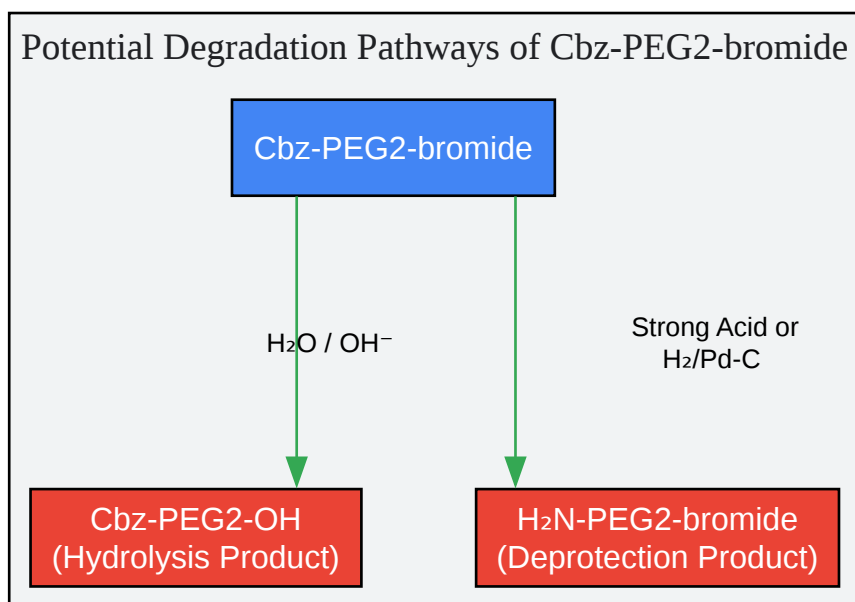 Potential Degradation Pathways of Cbz-PEG2-bromide
Cbz-PEG2-bromide
H₂O / OH⁻
Strong Acid or
H₂/Pd-C
Cbz-PEG2-OH
(Hydrolysis Product)
H₂N-PEG2-bromide
(Deprotection Product)